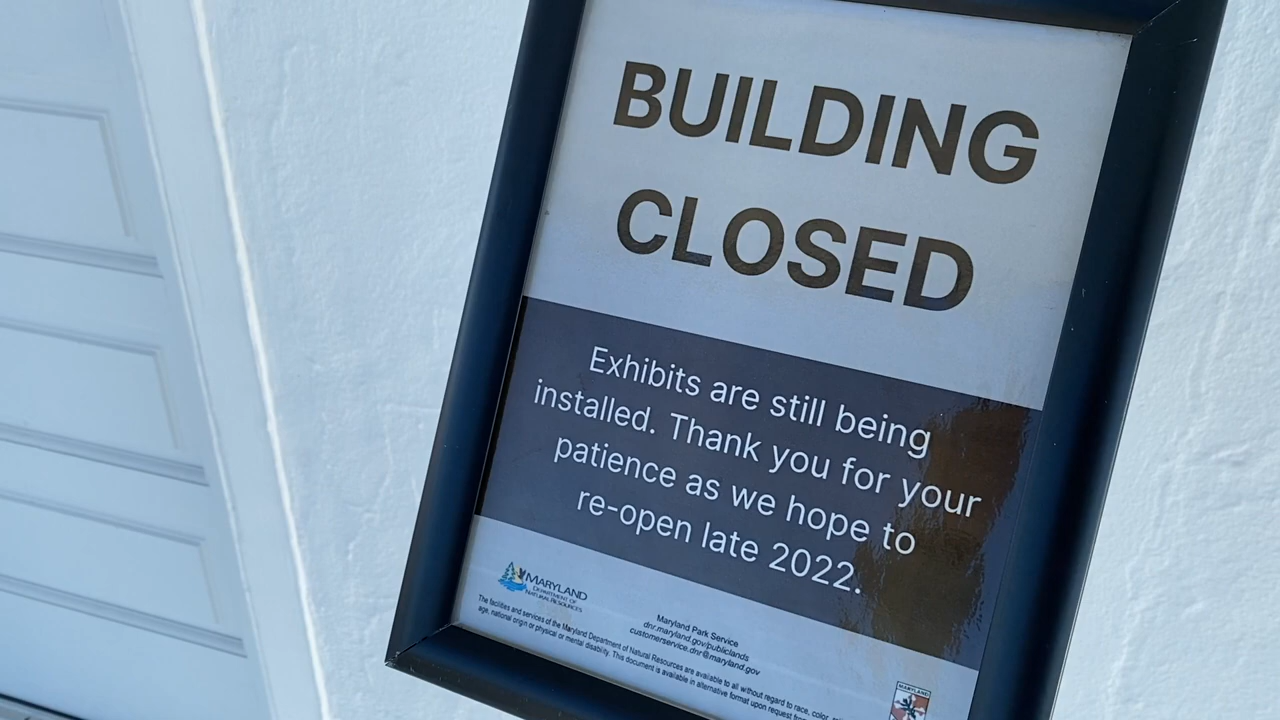 BUILDING
CLOSED
Exhibits are still being
installed. Thank you for your
patience as we hope to
re-open late 2022.
MARYLAND
DEPARTMENT OF
NATURAL RESOURCES
Maryland Park Service
dnr.maryland.gov/publiclands
customerservice.dnr@maryland.gov
The facilities and services of the Maryland Department of Natural Resources are available to all without regard to race, color,
age, national origin or physical or mental disability. This document is available in alternative format upon request from
MARYLAND